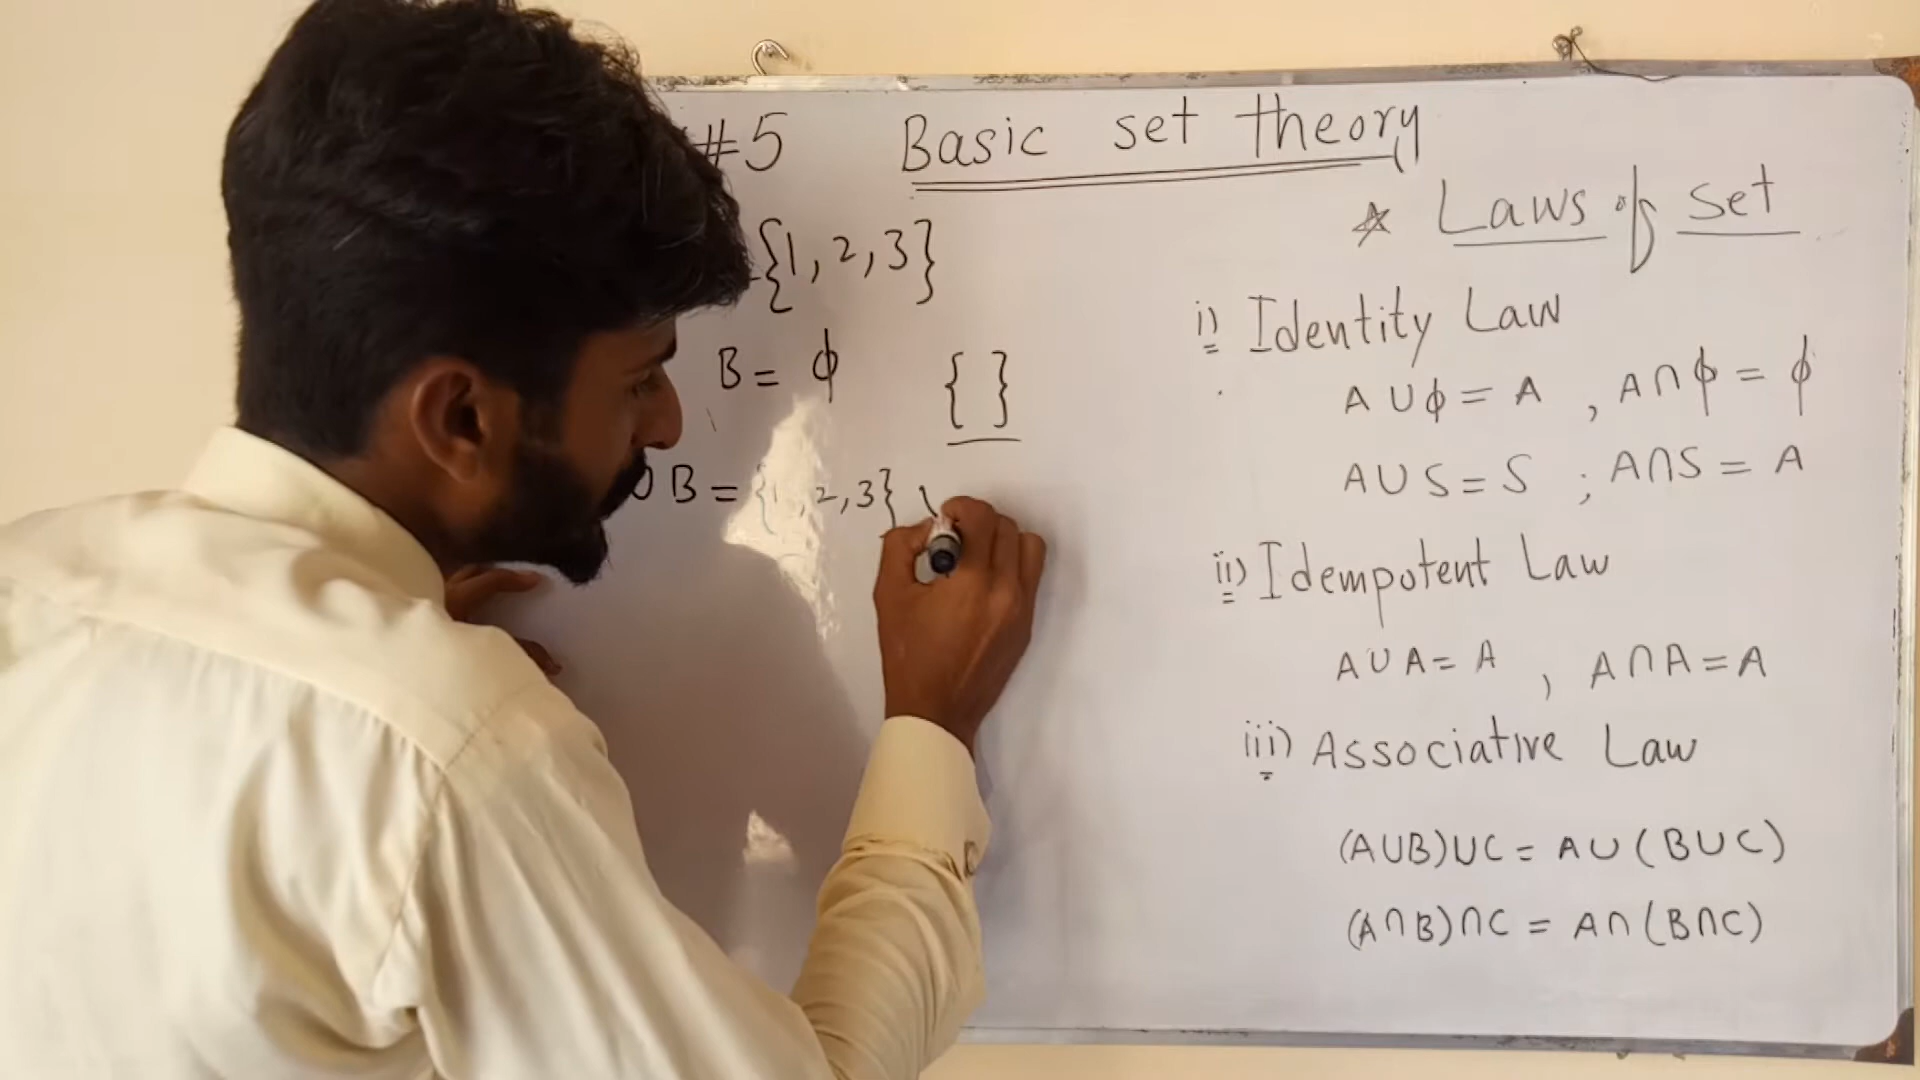 #5 Basic set theory
{1, 2, 3}
B = ϕ { }
∪ B = {1, 2, 3} \
☆ Laws of set
i) Identity Law
A ∪ ϕ = A , A ∩ ϕ = ϕ
A ∪ S = S ; A ∩ S = A
ii) Idempotent Law
A ∪ A = A , A ∩ A = A
iii) Associative Law
(A ∪ B) ∪ C = A ∪ (B ∪ C)
(A ∩ B) ∩ C = A ∩ (B ∩ C)